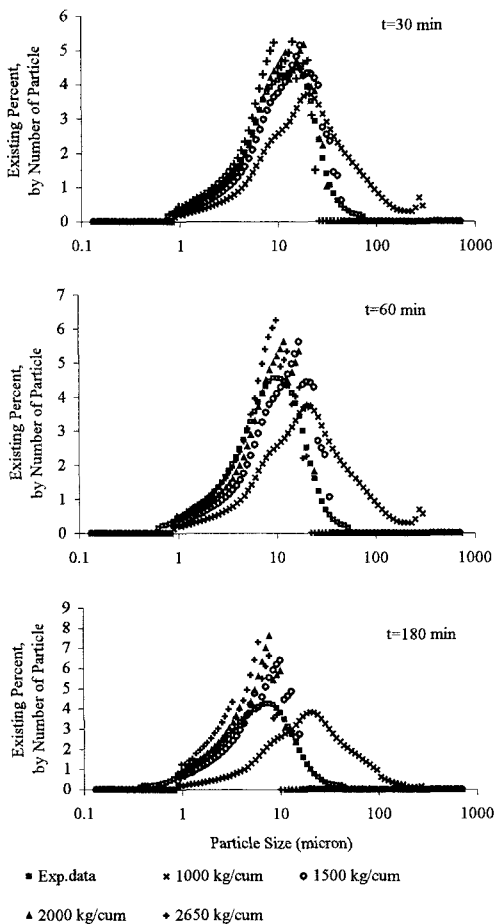 t=30 min
Existing Percent,
by Number of Particle
6
5
4
3
2
1
0
0.1 1 10 100 1000
t=60 min
Existing Percent,
by Number of Particle
7
6
5
4
3
2
1
0
0.1 1 10 100 1000
t=180 min
Existing Percent,
by Number of Particle
9
8
7
6
5
4
3
2
1
0
0.1 1 10 100 1000
Particle Size (micron)
Exp.data 1000 kg/cum 1500 kg/cum
2000 kg/cum 2650 kg/cum